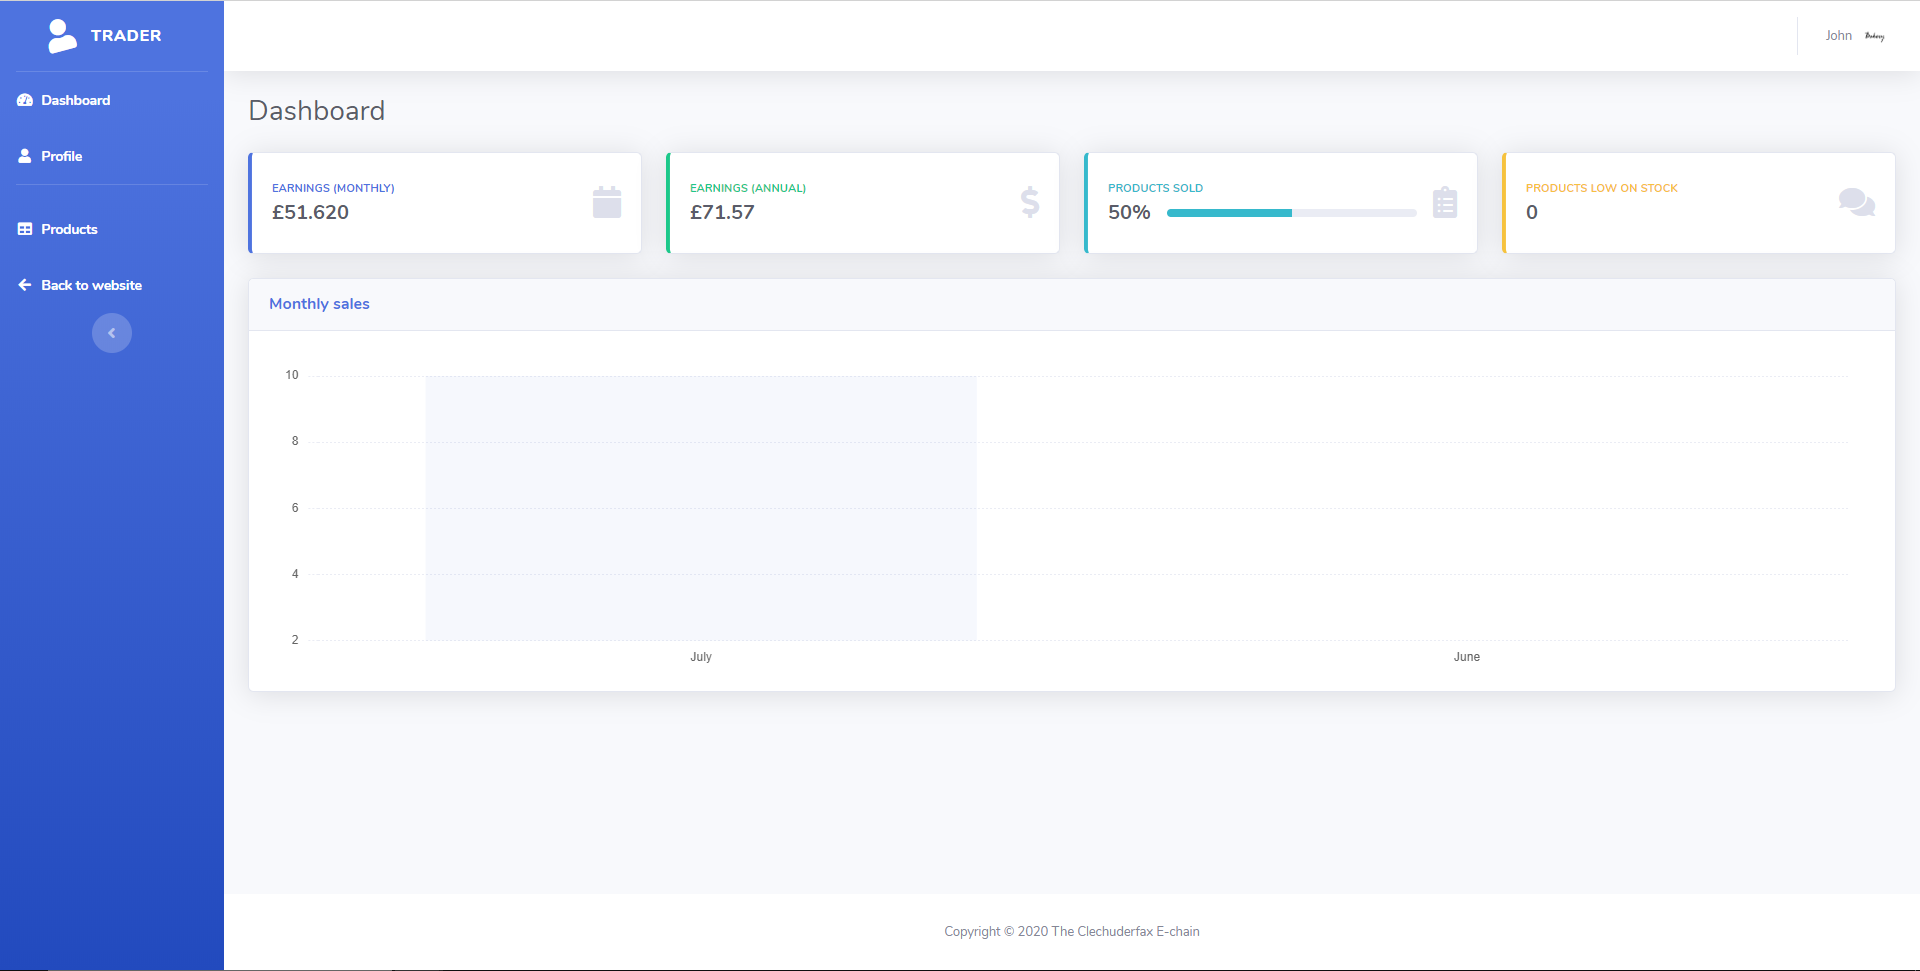 TRADER
John
Dashboard
Profile
Products
Back to website
Dashboard
EARNINGS (MONTHLY)
£51.620
EARNINGS (ANNUAL)
£71.57
PRODUCTS SOLD
50%
PRODUCTS LOW ON STOCK
0
Monthly sales
10
8
6
4
2
July
June
Copyright © 2020 The Clechuderfax E-chain